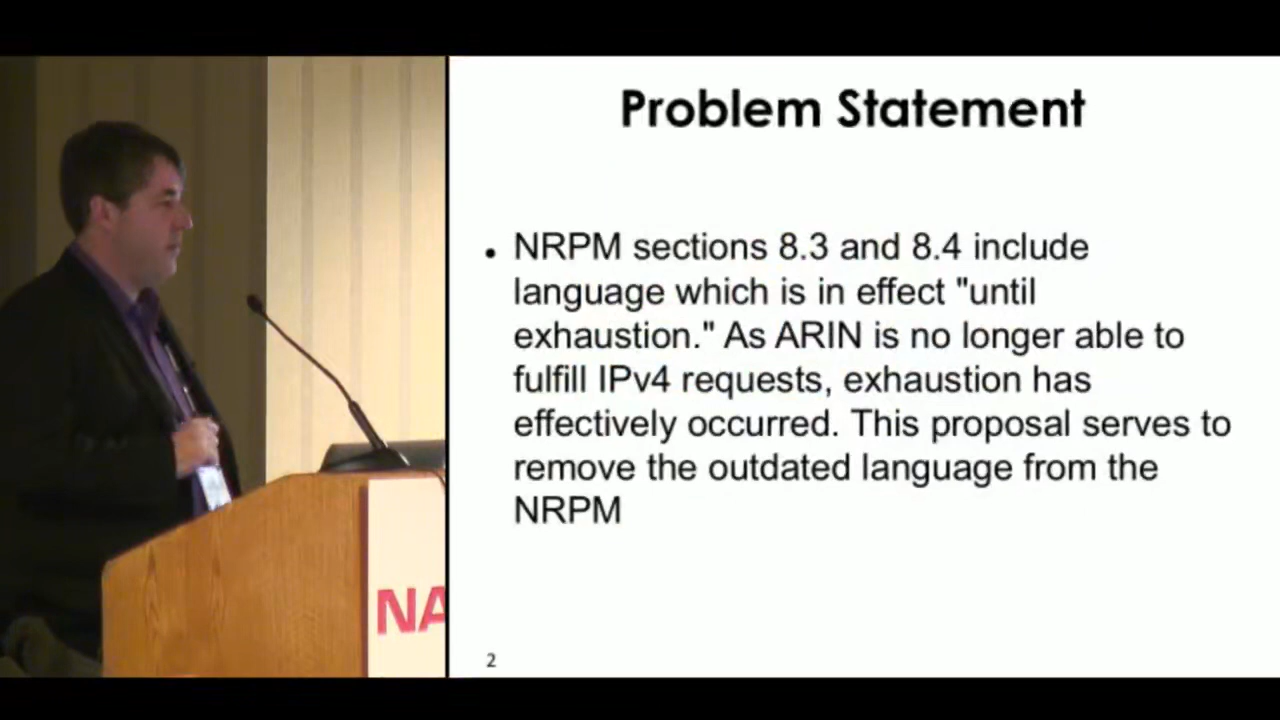 Problem Statement
• NRPM sections 8.3 and 8.4 include
language which is in effect "until
exhaustion." As ARIN is no longer able to
fulfill IPv4 requests, exhaustion has
effectively occurred. This proposal serves to
remove the outdated language from the
NRPM
NA
2